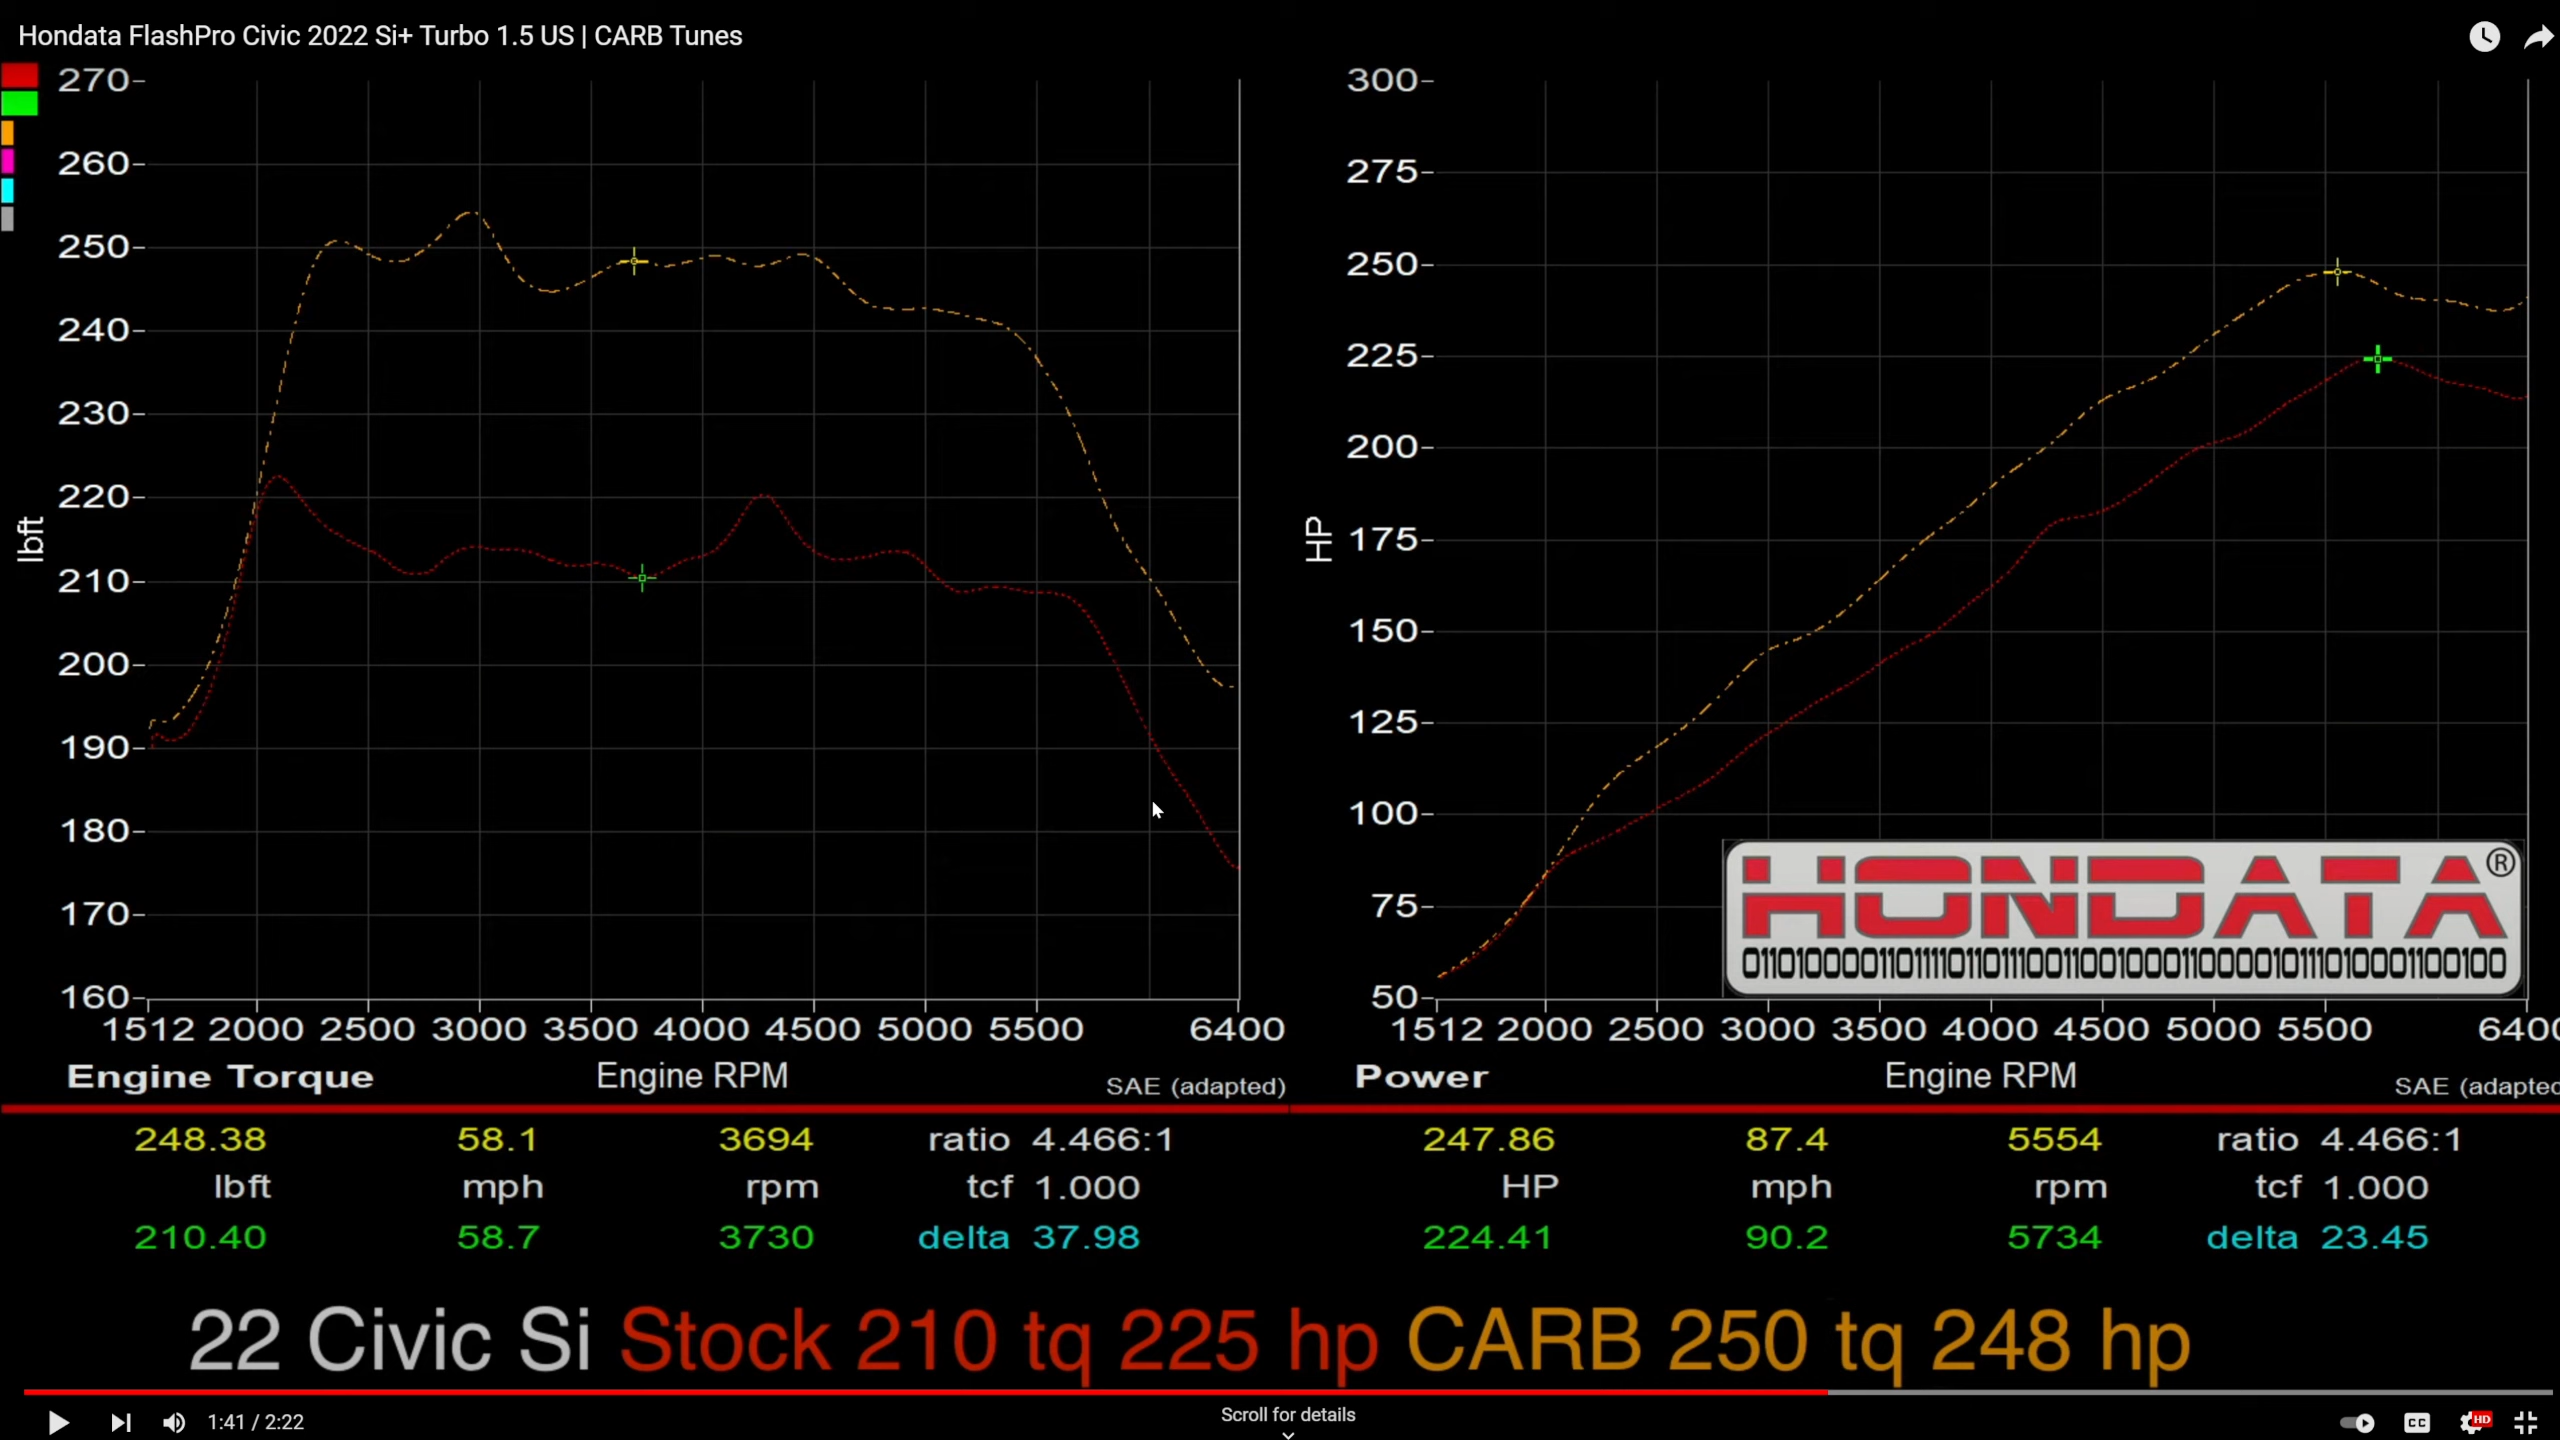 Hondata FlashPro Civic 2022 Si+ Turbo 1.5 US | CARB Tunes
270
260
250
240
230
220
210
200
190
180
170
160
lbft
1512 2000 2500 3000 3500 4000 4500 5000 5500 6400
Engine Torque Engine RPM SAE (adapted)
300
275
250
225
200
175
150
125
100
75
50
HP
1512 2000 2500 3000 3500 4000 4500 5000 5500 6400
Power Engine RPM SAE (adapted
HONDATA®
248.38 58.1 3694 ratio 4.466:1
lbft mph rpm tcf 1.000
210.40 58.7 3730 delta 37.98
247.86 87.4 5554 ratio 4.466:1
HP mph rpm tcf 1.000
224.41 90.2 5734 delta 23.45
22 Civic Si Stock 210 tq 225 hp CARB 250 tq 248 hp
1:41 / 2:22
Scroll for details
CC
HD